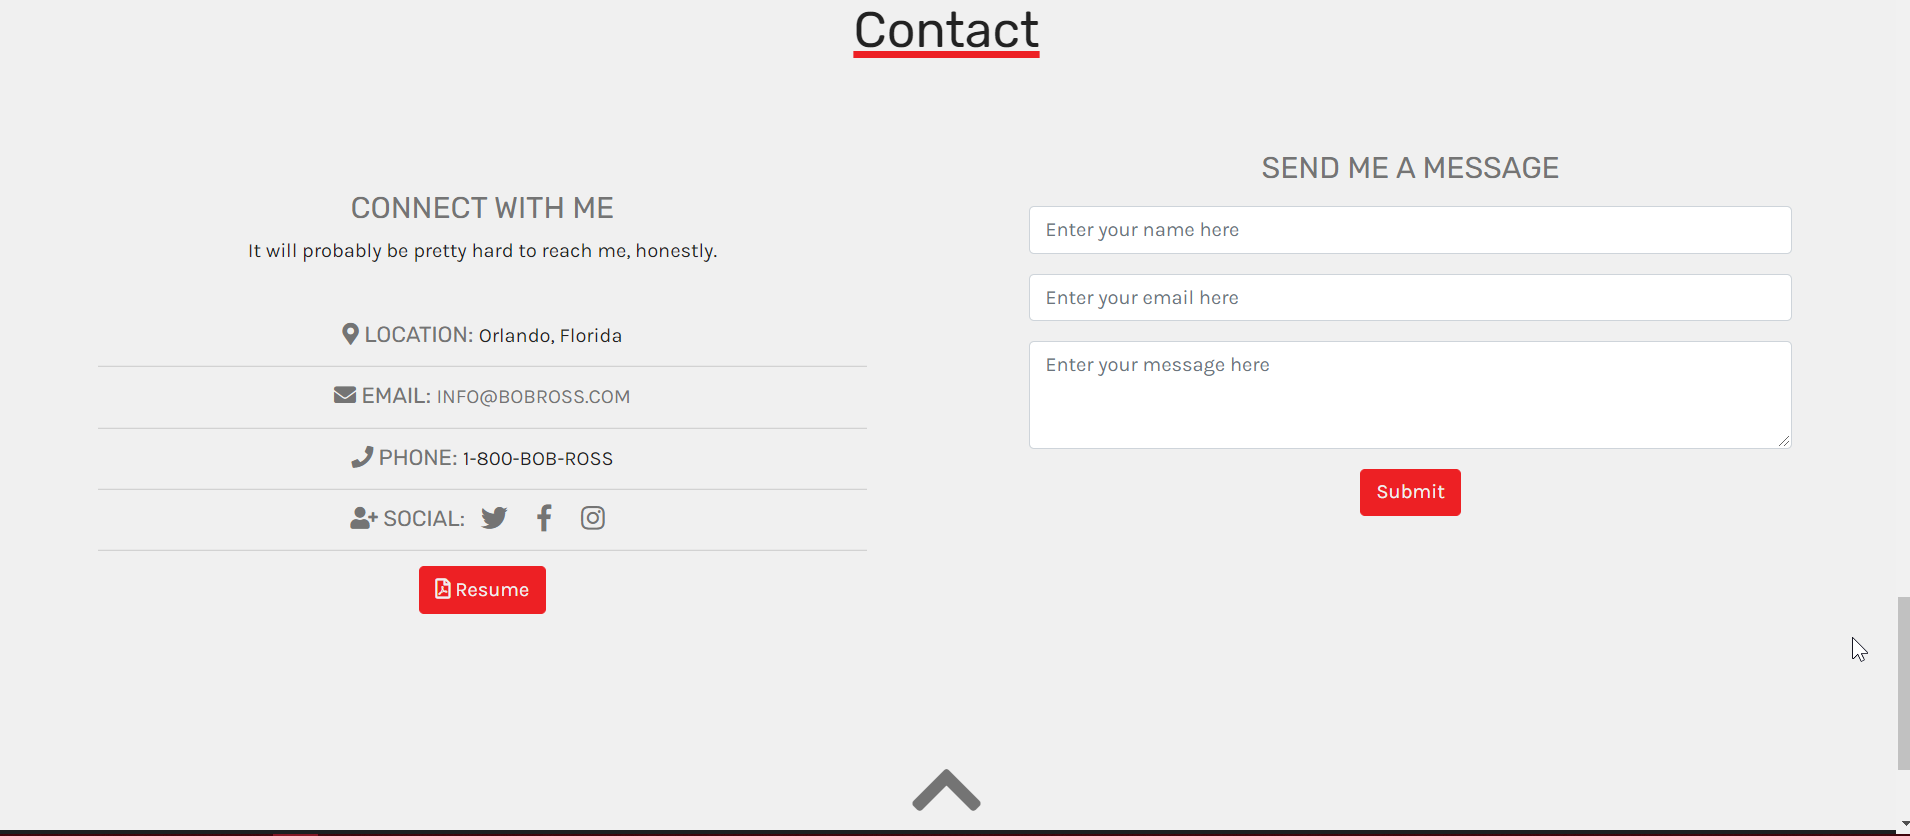 Contact
CONNECT WITH ME
It will probably be pretty hard to reach me, honestly.
LOCATION: Orlando, Florida
EMAIL: INFO@BOBROSS.COM
PHONE: 1-800-BOB-ROSS
SOCIAL:
Resume
SEND ME A MESSAGE
Enter your name here
Enter your email here
Enter your message here
Submit